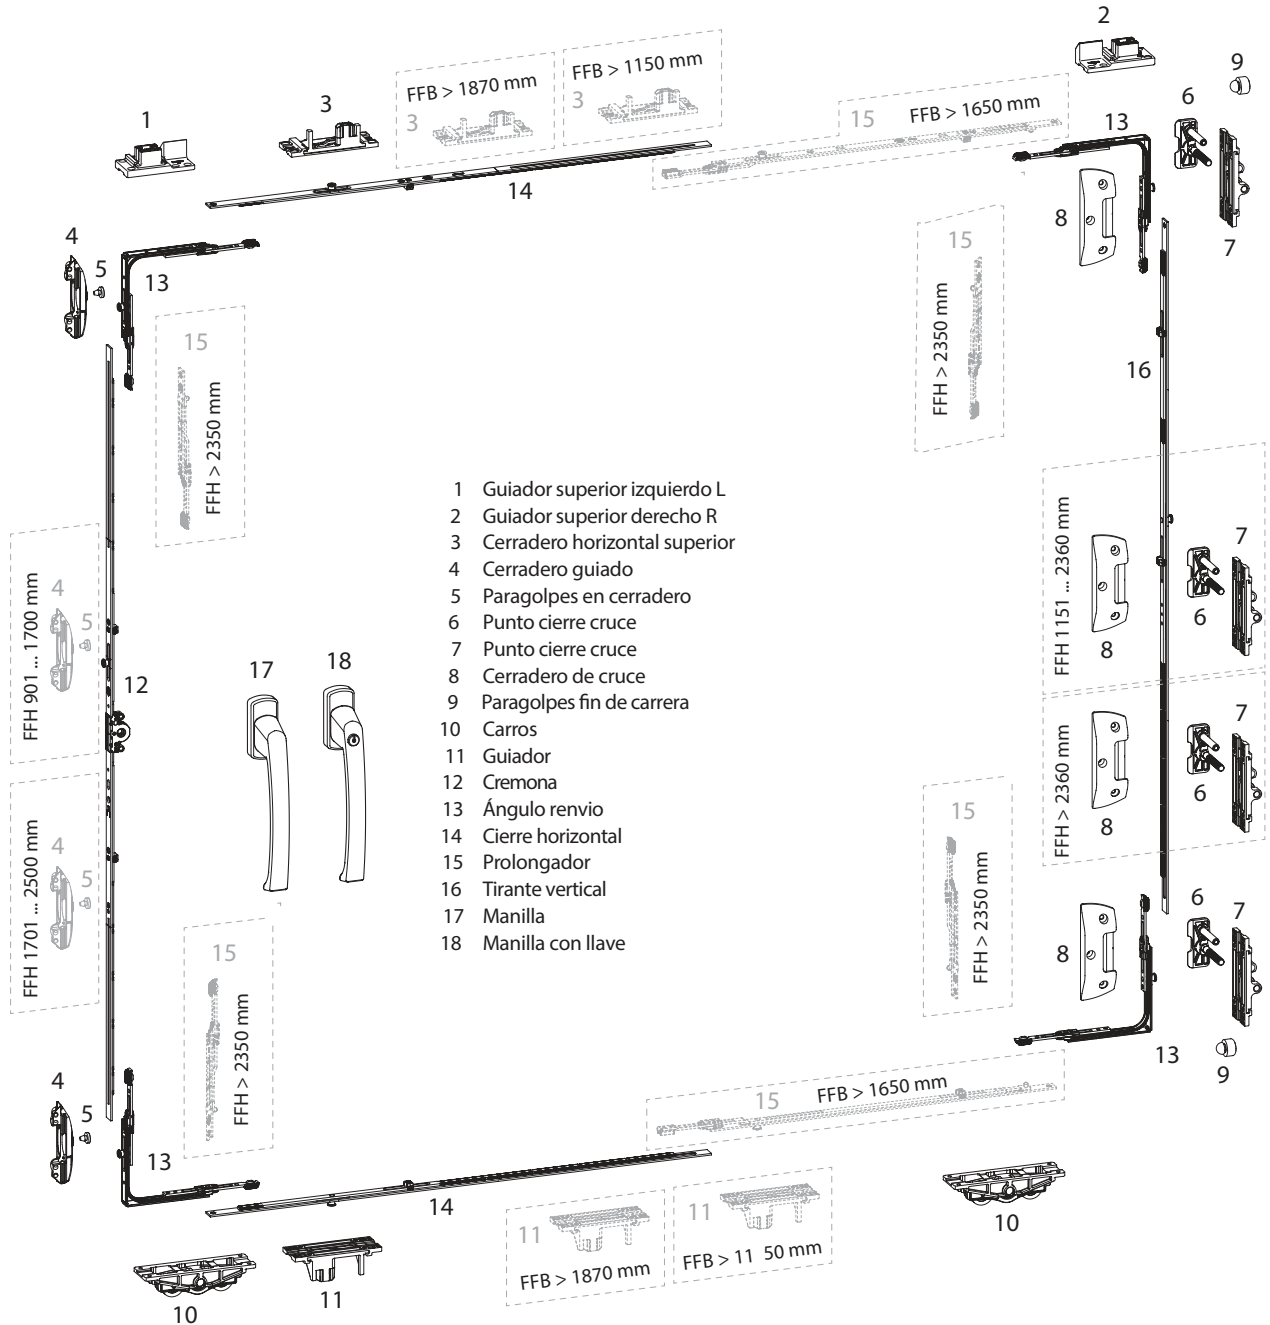 2
9
6
13
FFB > 1150 mm
3
FFB > 1870 mm
3
3
1
15
FFB > 1650 mm
14
8
7
4
5
13
15
FFH > 2350 mm
15
FFH > 2350 mm
16
1 Guiador superior izquierdo L
2 Guiador superior derecho R
3 Cerradero horizontal superior
4 Cerradero guiado
5 Paragolpes en cerradero
6 Punto cierre cruce
7 Punto cierre cruce
8 Cerradero de cruce
9 Paragolpes fin de carrera
10 Carros
11 Guiador
12 Cremona
13 Ángulo renvio
14 Cierre horizontal
15 Prolongador
16 Tirante vertical
17 Manilla
18 Manilla con llave
FFH 901 ... 1700 mm
4
5
12
17
18
FFH 1151 ... 2360 mm
7
6
8
FFH > 2360 mm
7
6
8
FFH 1701 ... 2500 mm
4
5
15
FFH > 2350 mm
15
FFH > 2350 mm
6
7
8
13
9
4
5
13
15
FFB > 1650 mm
14
11
FFB > 1870 mm
11
FFB > 11 50 mm
10
10
11